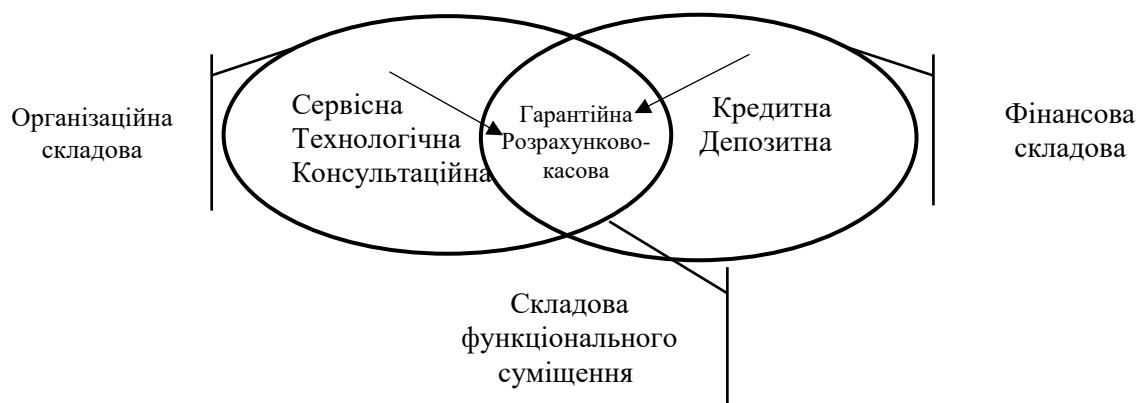 Організаційна
складова
Сервісна
Технологічна
Консультаційна
Гарантійна
Розрахунково-
касова
Кредитна
Депозитна
Фінансова
складова
Складова
функціонального
суміщення